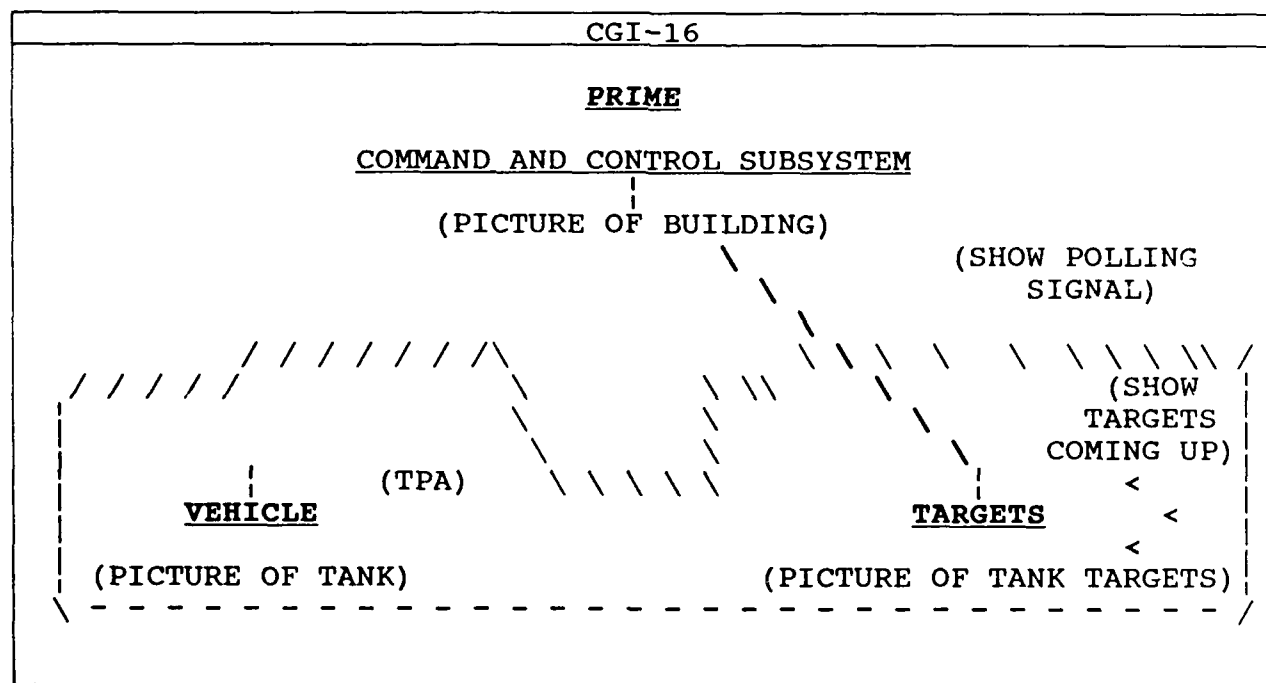 CGI-16
PRIME
COMMAND AND CONTROL SUBSYSTEM
(PICTURE OF BUILDING)
(SHOW POLLING
SIGNAL)
(SHOW
TARGETS
COMING UP)
(TPA)
VEHICLE
TARGETS
(PICTURE OF TANK)
(PICTURE OF TANK TARGETS)